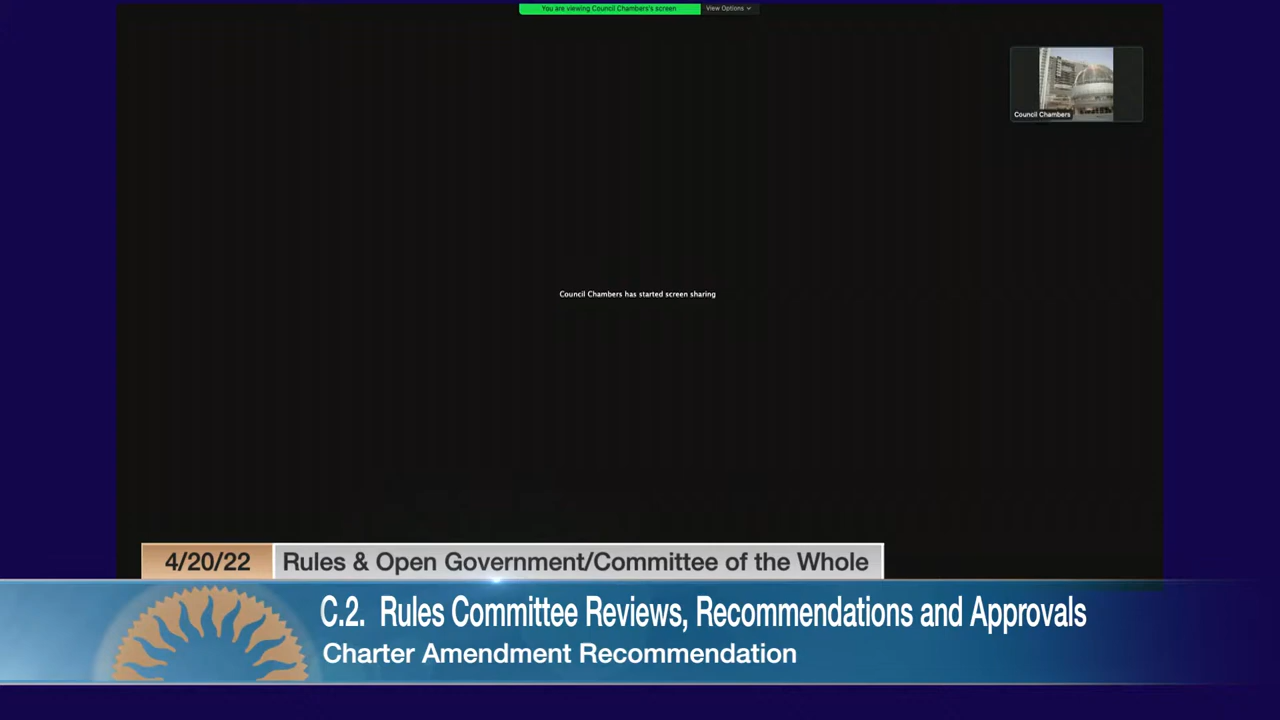 You are viewing Council Chambers's screen
View Options
Council Chambers
Council Chambers has started screen sharing
4/20/22
Rules & Open Government/Committee of the Whole
C.2. Rules Committee Reviews, Recommendations and Approvals
Charter Amendment Recommendation